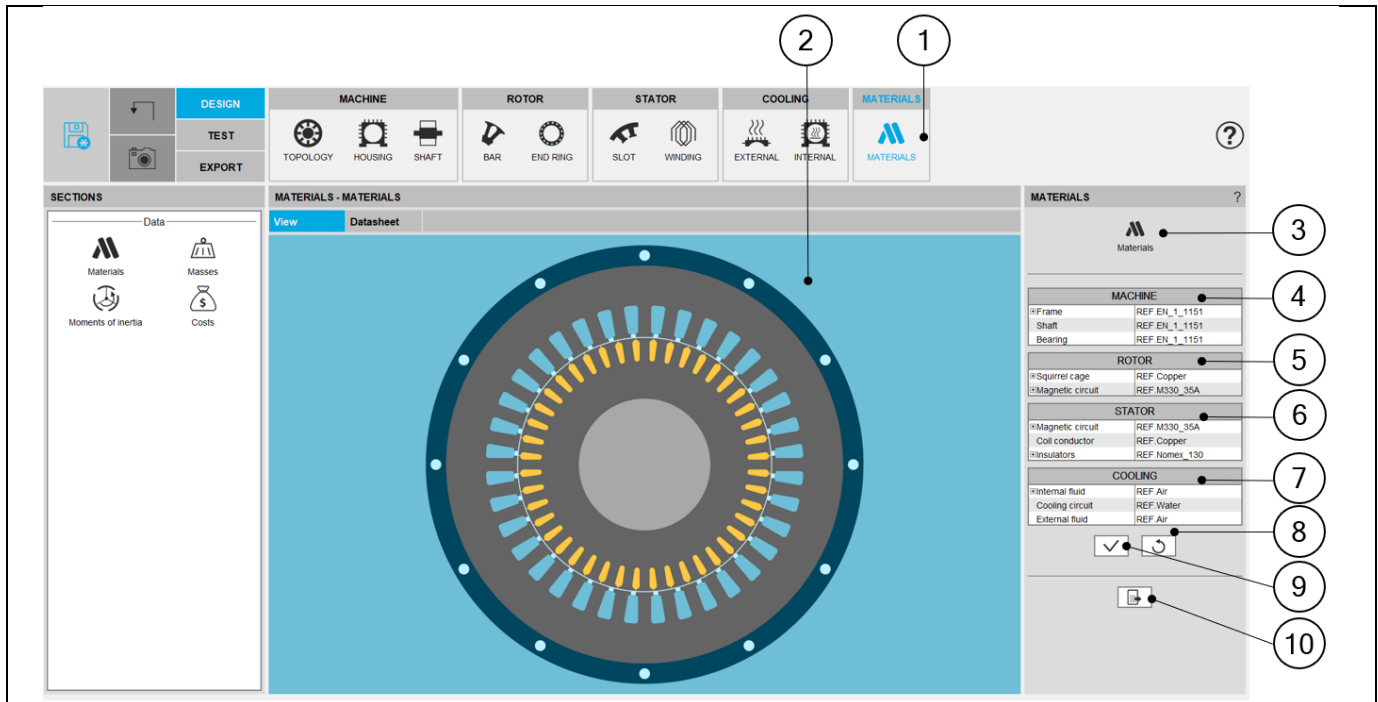 2
1
DESIGN
TEST
EXPORT
MACHINE
TOPOLOGY
HOUSING
SHAFT
ROTOR
BAR
END RING
STATOR
SLOT
WINDING
COOLING
EXTERNAL
INTERNAL
MATERIALS
MATERIALS
?
SECTIONS
Data
Materials
Masses
Moments of inertia
$
Costs
MATERIALS - MATERIALS
View
Datasheet
MATERIALS ?
Materials
3
MACHINE
4
Frame REF.EN_1_1151
Shaft REF.EN_1_1151
Bearing REF.EN_1_1151
ROTOR
5
Squirrel cage REF.Copper
Magnetic circuit REF.M330_35A
STATOR
6
Magnetic circuit REF.M330_35A
Coil conductor REF.Copper
Insulators REF.Nomex_130
COOLING
7
Internal fluid REF.Air
Cooling circuit REF.Water
External fluid REF.Air
8
9
10